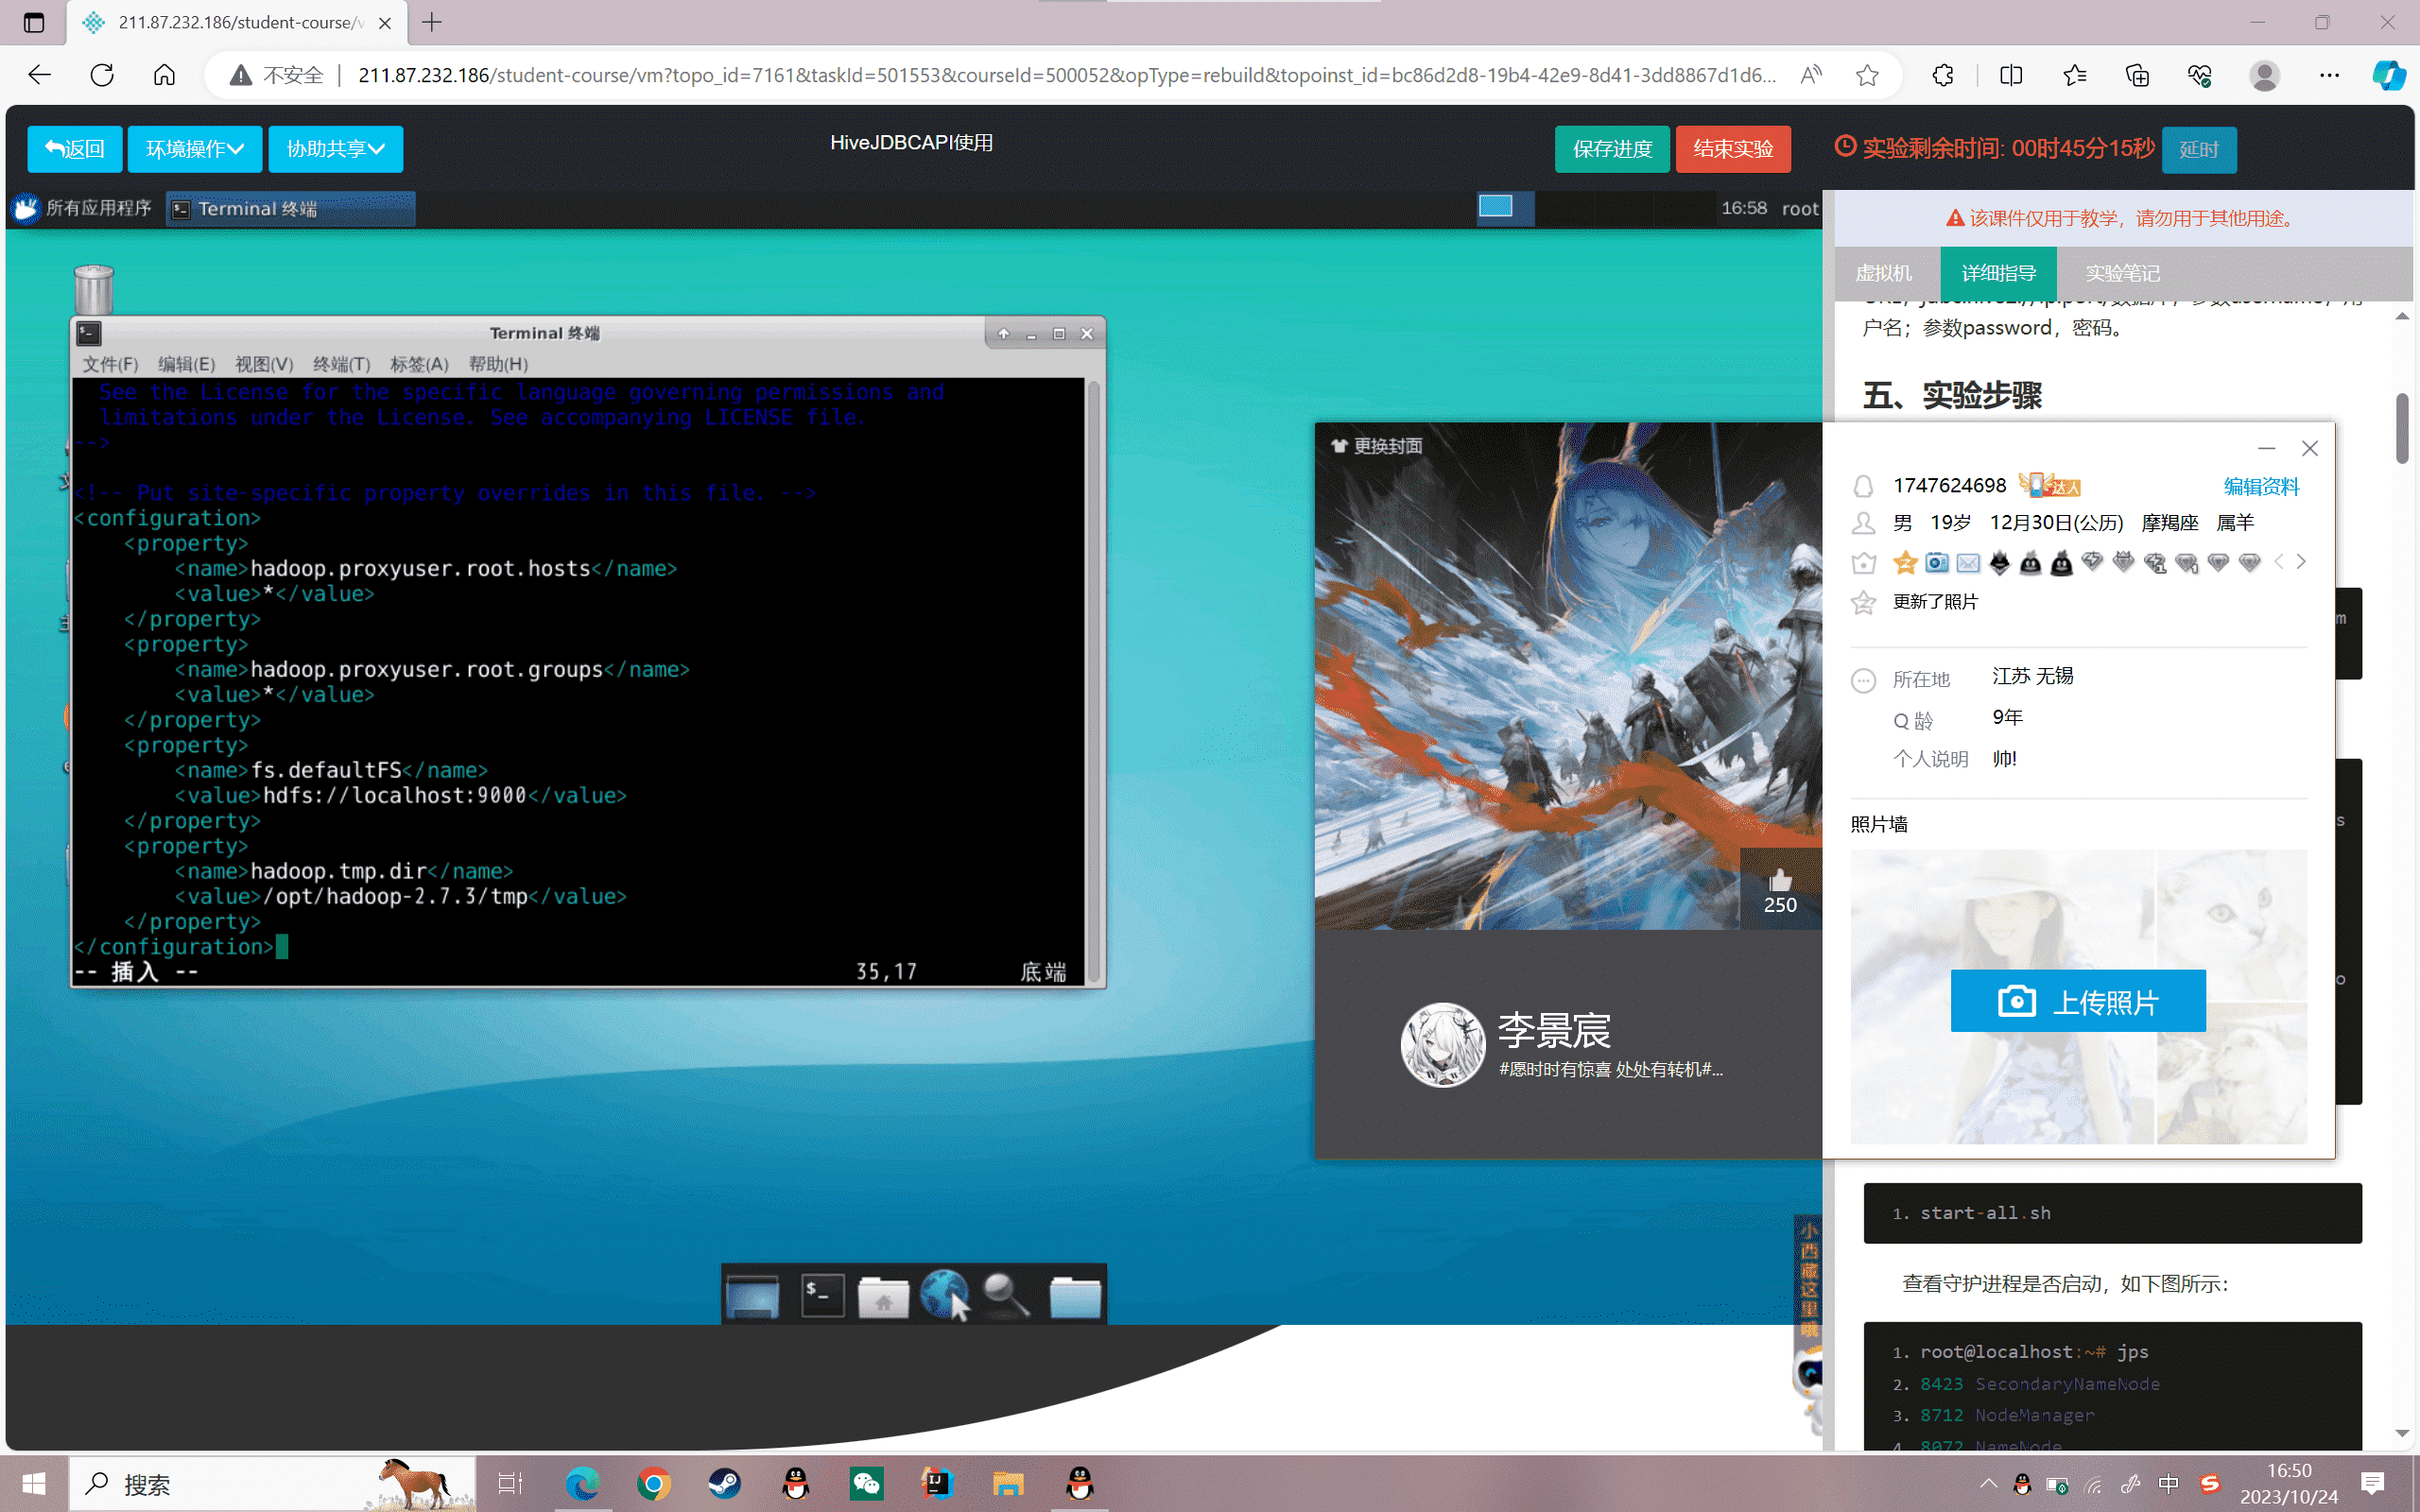 211.87.232.186/student-course/v
不安全
211.87.232.186/student-course/vm?topo_id=7161&taskId=501553&courseId=500052&opType=rebuild&topoinst_id=bc86d2d8-19b4-42e9-8d41-3dd8867d1d6...
返回
环境操作
协助共享
HiveJDBCAPI使用
保存进度
结束实验
实验剩余时间: 00时45分15秒
延时
所有应用程序
Terminal 终端
16:58 root
该课件仅用于教学，请勿用于其他用途。
虚拟机
详细指导
实验笔记
户名；参数password，密码。
五、实验步骤
Terminal 终端
文件(F) 编辑(E) 视图(V) 终端(T) 标签(A) 帮助(H)
See the License for the specific language governing permissions and
limitations under the License. See accompanying LICENSE file.
-->
<!-- Put site-specific property overrides in this file. -->
<configuration>
<property>
<name>hadoop.proxyuser.root.hosts</name>
<value>*</value>
</property>
<property>
<name>hadoop.proxyuser.root.groups</name>
<value>*</value>
</property>
<property>
<name>fs.defaultFS</name>
<value>hdfs://localhost:9000</value>
</property>
<property>
<name>hadoop.tmp.dir</name>
<value>/opt/hadoop-2.7.3/tmp</value>
</property>
</configuration>
-- 插入 -- 35,17 底端
更换封面
250
李景宸
#愿时时有惊喜 处处有转机#...
1747624698
达人
编辑资料
男 19岁 12月30日(公历) 摩羯座 属羊
更新了照片
所在地 江苏 无锡
Q 龄 9年
个人说明 帅!
照片墙
上传照片
m
s
o
1. start-all.sh
查看守护进程是否启动，如下图所示：
1. root@localhost:~# jps
2. 8423 SecondaryNameNode
3. 8712 NodeManager
4. 8072 NameNode
小西藏这里哦
搜索
中
16:50
2023/10/24